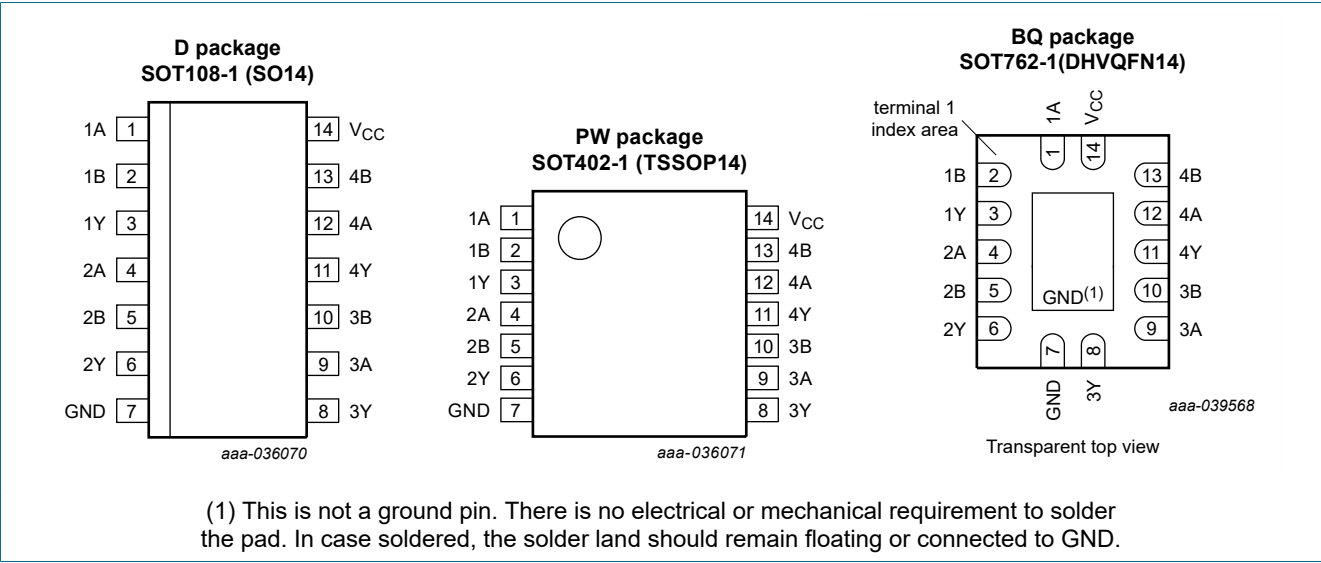 D package
SOT108-1 (SO14)
1A 1 14 VCC
1B 2 13 4B
1Y 3 12 4A
2A 4 11 4Y
2B 5 10 3B
2Y 6 9 3A
GND 7 8 3Y
aaa-036070
PW package
SOT402-1 (TSSOP14)
1A 1 14 VCC
1B 2 13 4B
1Y 3 12 4A
2A 4 11 4Y
2B 5 10 3B
2Y 6 9 3A
GND 7 8 3Y
aaa-036071
BQ package
SOT762-1(DHVQFN14)
terminal 1
index area
1A VCC
1 14
1B 2 13 4B
1Y 3 12 4A
2A 4 11 4Y
2B 5 10 3B
GND(1)
2Y 6 9 3A
7 8
GND 3Y
aaa-039568
Transparent top view
(1) This is not a ground pin. There is no electrical or mechanical requirement to solder
the pad. In case soldered, the solder land should remain floating or connected to GND.